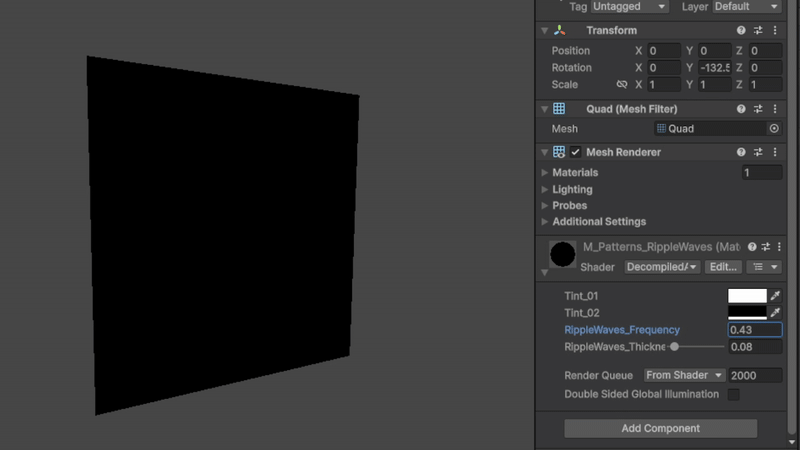 Tag Untagged Layer Default
Transform
Position X 0 Y 0 Z 0
Rotation X 0 Y -132.5 Z 0
Scale X 1 Y 1 Z 1
Quad (Mesh Filter)
Mesh Quad
Mesh Renderer
Materials 1
Lighting
Probes
Additional Settings
M_Patterns_RippleWaves (Mat
Shader Decompiled/ Edit...
Tint_01
Tint_02
RippleWaves_Frequency 0.43
RippleWaves_Thickne 0.08
Render Queue From Shader 2000
Double Sided Global Illumination
Add Component